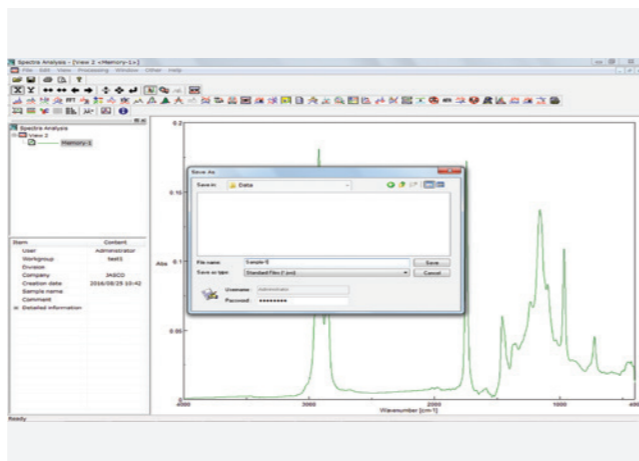 Spectra Analysis - [View 2 <Memory-1>]
File Edit View Processing Window Other Help
Spectra Analysis
View 2
Memory-1
Item Content
User Administrator
Workgroup test1
Division
Company JASCO
Creation date 2016/08/25 10:42
Sample name
Comment
Detailed information
Save As
Save in: Data
File name: Sample-1
Save as type: Standard Files (*.jws)
Save
Cancel
Username: Administrator
Password:
0.2
0.15
Abs 0.1
0.05
0
4000 3000 2000 1000 400
Wavenumber [cm-1]
Ready